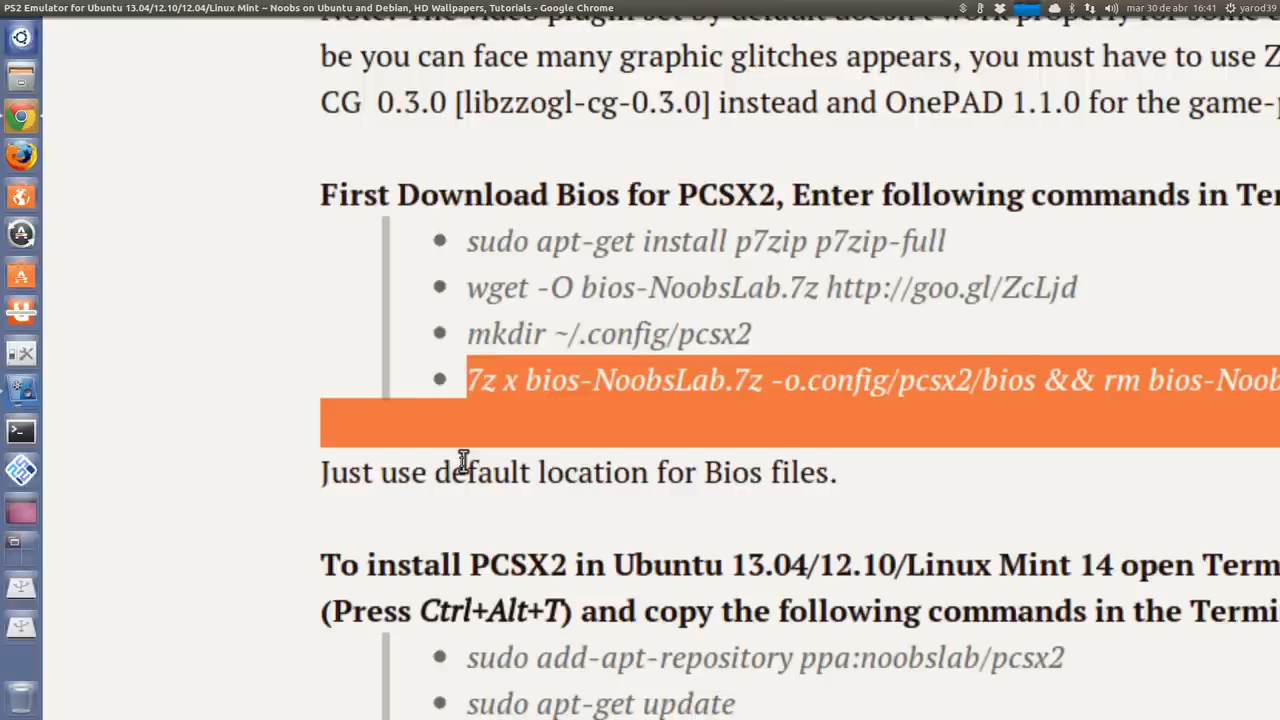 PS2 Emulator for Ubuntu 13.04/12.10/12.04/Linux Mint ~ Noobs on Ubuntu and Debian, HD Wallpapers, Tutorials - Google Chrome mar 30 de abr 16:41 yarod39
be you can face many graphic glitches appears, you must have to use Z
CG 0.3.0 [libzzogl-cg-0.3.0] instead and OnePAD 1.1.0 for the game-p
First Download Bios for PCSX2, Enter following commands in Ter
sudo apt-get install p7zip p7zip-full
wget -O bios-NoobsLab.7z http://goo.gl/ZcLjd
mkdir ~/.config/pcsx2
7z x bios-NoobsLab.7z -o.config/pcsx2/bios && rm bios-Noob
Just use default location for Bios files.
To install PCSX2 in Ubuntu 13.04/12.10/Linux Mint 14 open Term
(Press Ctrl+Alt+T) and copy the following commands in the Termi
sudo add-apt-repository ppa:noobslab/pcsx2
sudo apt-get update